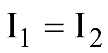 I₁ = I₂